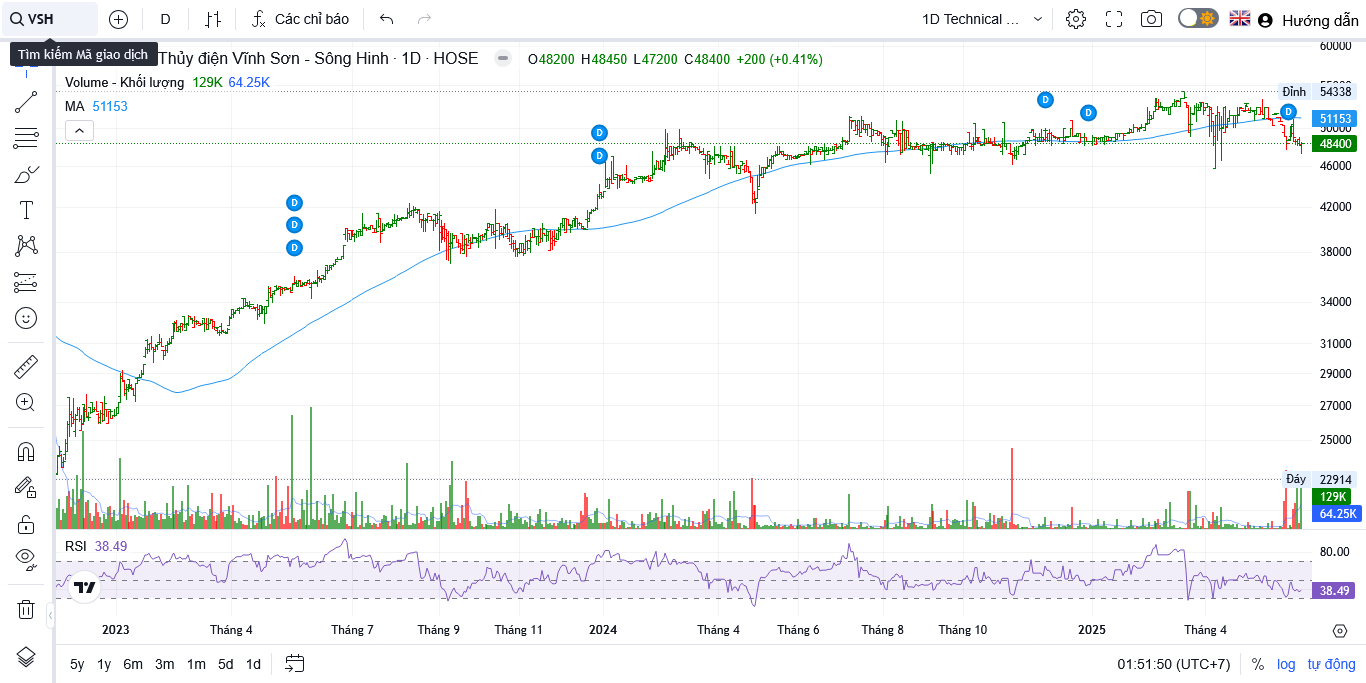 VSH D Các chỉ báo 1D Technical ... Hướng dẫn
Tìm kiếm Mã giao dịch
Thủy điện Vĩnh Sơn - Sông Hinh · 1D · HOSE O48200 H48450 L47200 C48400 +200 (+0.41%)
Volume - Khối lượng 129K 64.25K
MA 51153
60000
Đỉnh 54338
51153
50000
48400
46000
42000
38000
34000
31000
29000
27000
25000
Đáy 22914
129K
64.25K
D
D
D
D
D
D
D
D
RSI 38.49
80.00
38.49
2023 Tháng 4 Tháng 7 Tháng 9 Tháng 11 2024 Tháng 4 Tháng 6 Tháng 8 Tháng 10 2025 Tháng 4
5y 1y 6m 3m 1m 5d 1d 01:51:50 (UTC+7) % log tự động